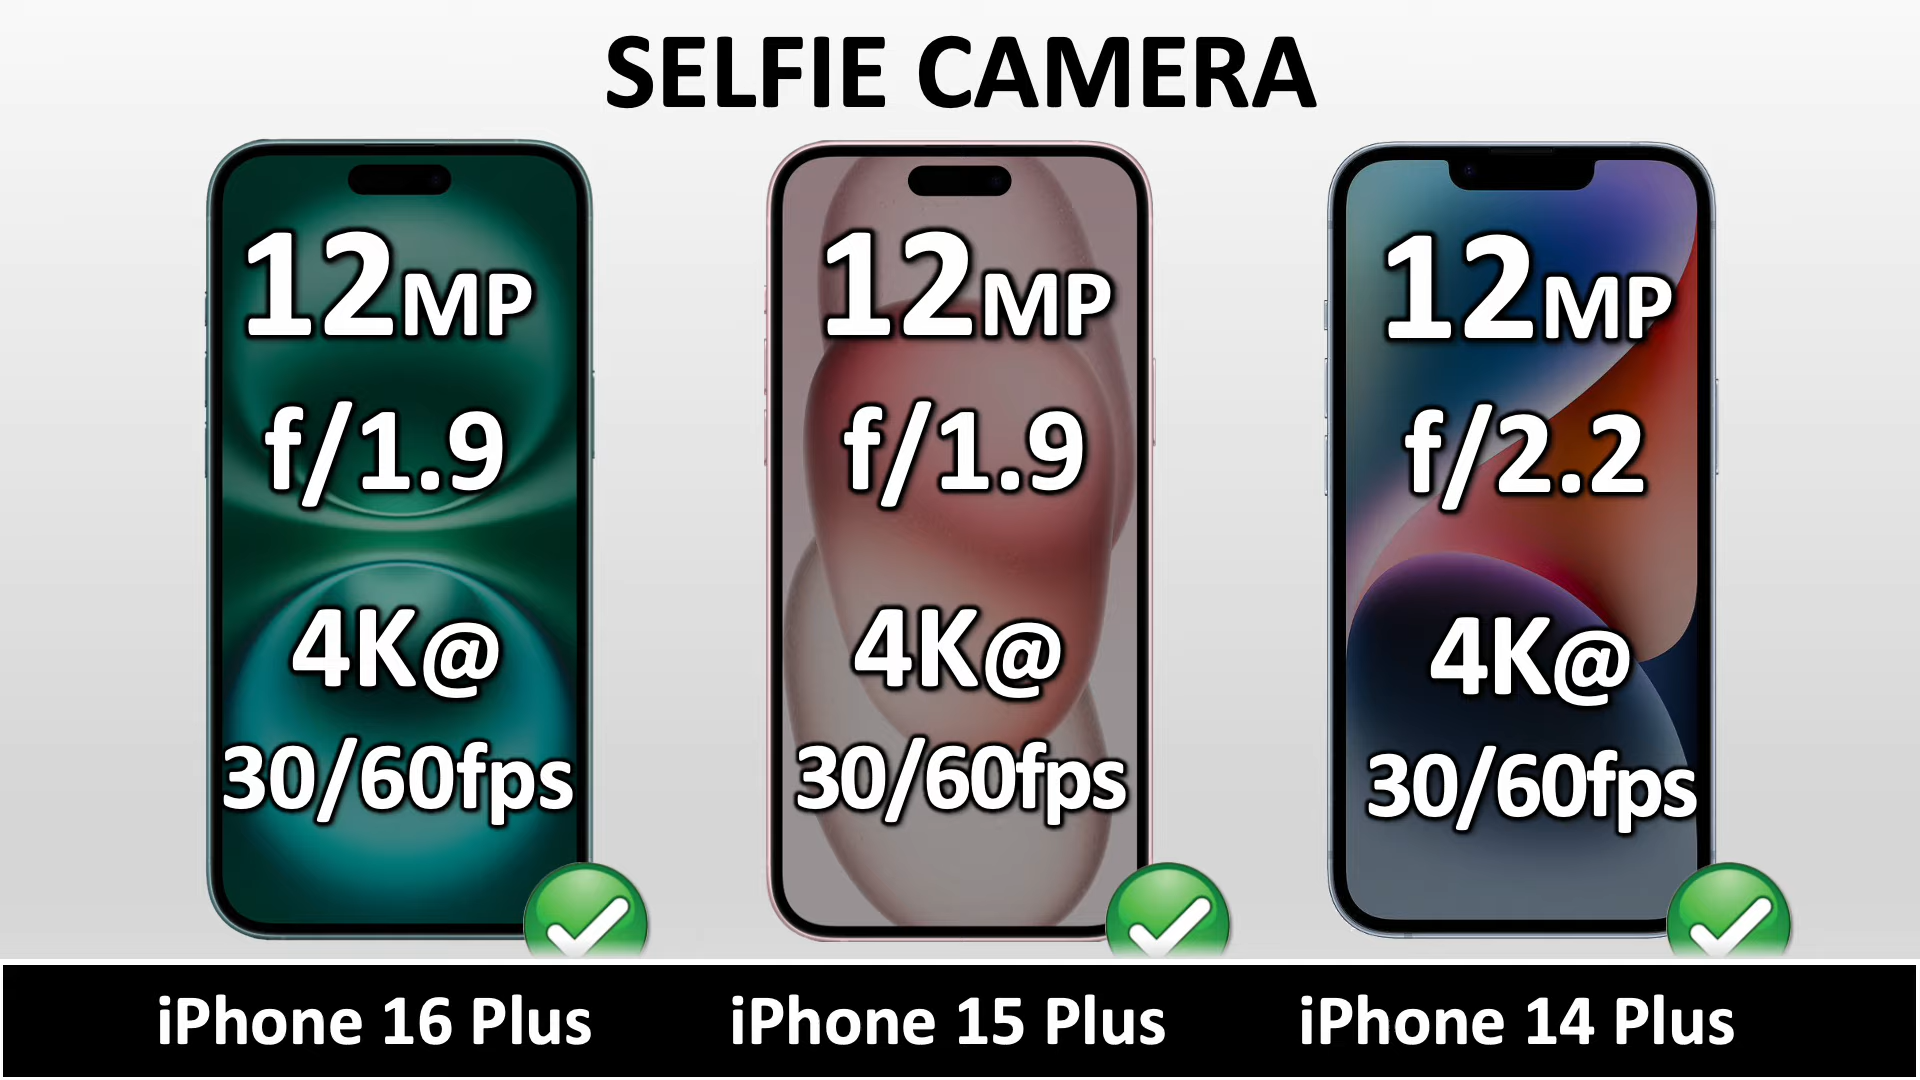 SELFIE CAMERA
12MP
f/1.9
4K@
30/60fps
12MP
f/1.9
4K@
30/60fps
12MP
f/2.2
4K@
30/60fps
iPhone 16 Plus
iPhone 15 Plus
iPhone 14 Plus